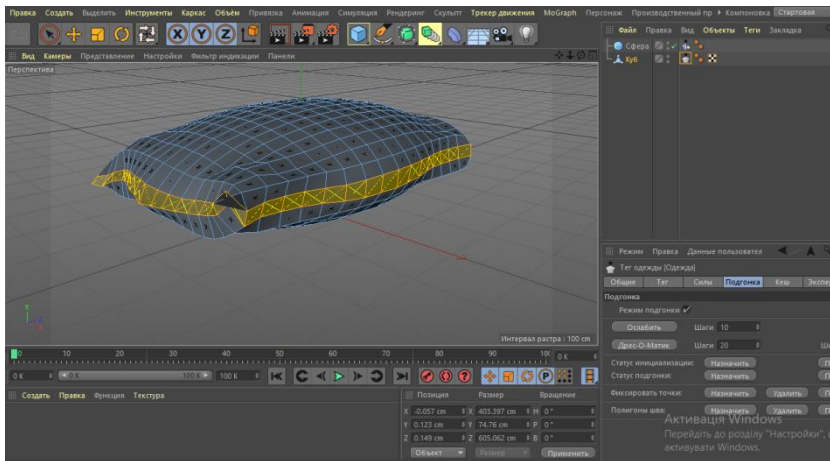 Правка Создать Выделить Инструменты Каркас Объём Привязка Анимация Симуляция Рендеринг Скульпт Трекер движения MoGraph Персонаж Производственный пр Компоновка Стартовая
X Y Z
Файл Правка Вид Объекты Теги Закладка
Вид Камеры Представление Настройки Фильтр индикации Панели
Перспектива
Сфера
Куб
Y
Интервал растра : 100 cm
Режим Правка Данные пользовател
Тег одежды [Одежда]
Общие Тег Силы Подгонка Кеш Экспе
Подгонка
Режим подгонки
Ослабить Шаги 10
Дрес-О-Матик Шаги 20
Статус инициализации: Назначить
Статус подгонки: Назначить
Фиксировать точки: Назначить Удалить
Полигоны шва: Назначить Удалить
0 10 20 30 40 50 60 70 80 90 0 K
0 K 0 K 100 K 100 K
Создать Правка Функция Текстура
Позиция Размер Вращение
X -0.057 cm X 403.397 cm H 0 °
Y 0.123 cm Y 74.76 cm P 0 °
Z 0.149 cm Z 605.062 cm B 0 °
Объект Размер Применить
Активація Windows
Перейдіть до розділу "Настройки",
активувати Windows.